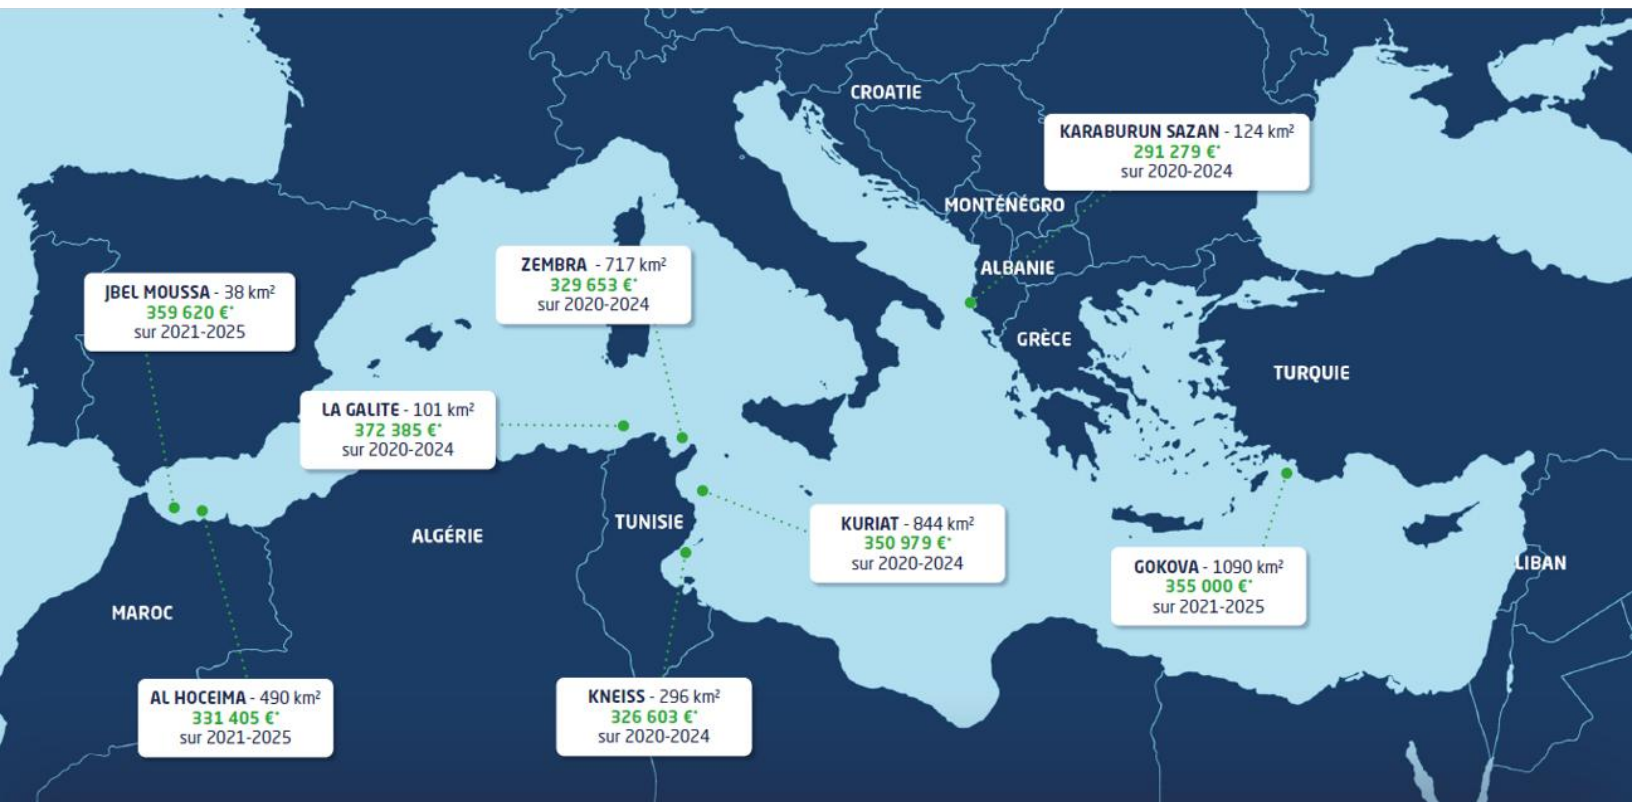 CROATIE
KARABURUN SAZAN - 124 km²
291 279 €*
sur 2020-2024
MONTÉNÉGRO
ALBANIE
ZEMBRA - 717 km²
329 653 €*
sur 2020-2024
JBEL MOUSSA - 38 km²
359 620 €*
sur 2021-2025
GRÈCE
TURQUIE
LA GALITE - 101 km²
372 385 €*
sur 2020-2024
TUNISIE
ALGÉRIE
KURIAT - 844 km²
350 979 €*
sur 2020-2024
GOKOVA - 1090 km²
355 000 €*
sur 2021-2025
LIBAN
MAROC
AL HOCEIMA - 490 km²
331 405 €*
sur 2021-2025
KNEISS - 296 km²
326 603 €*
sur 2020-2024